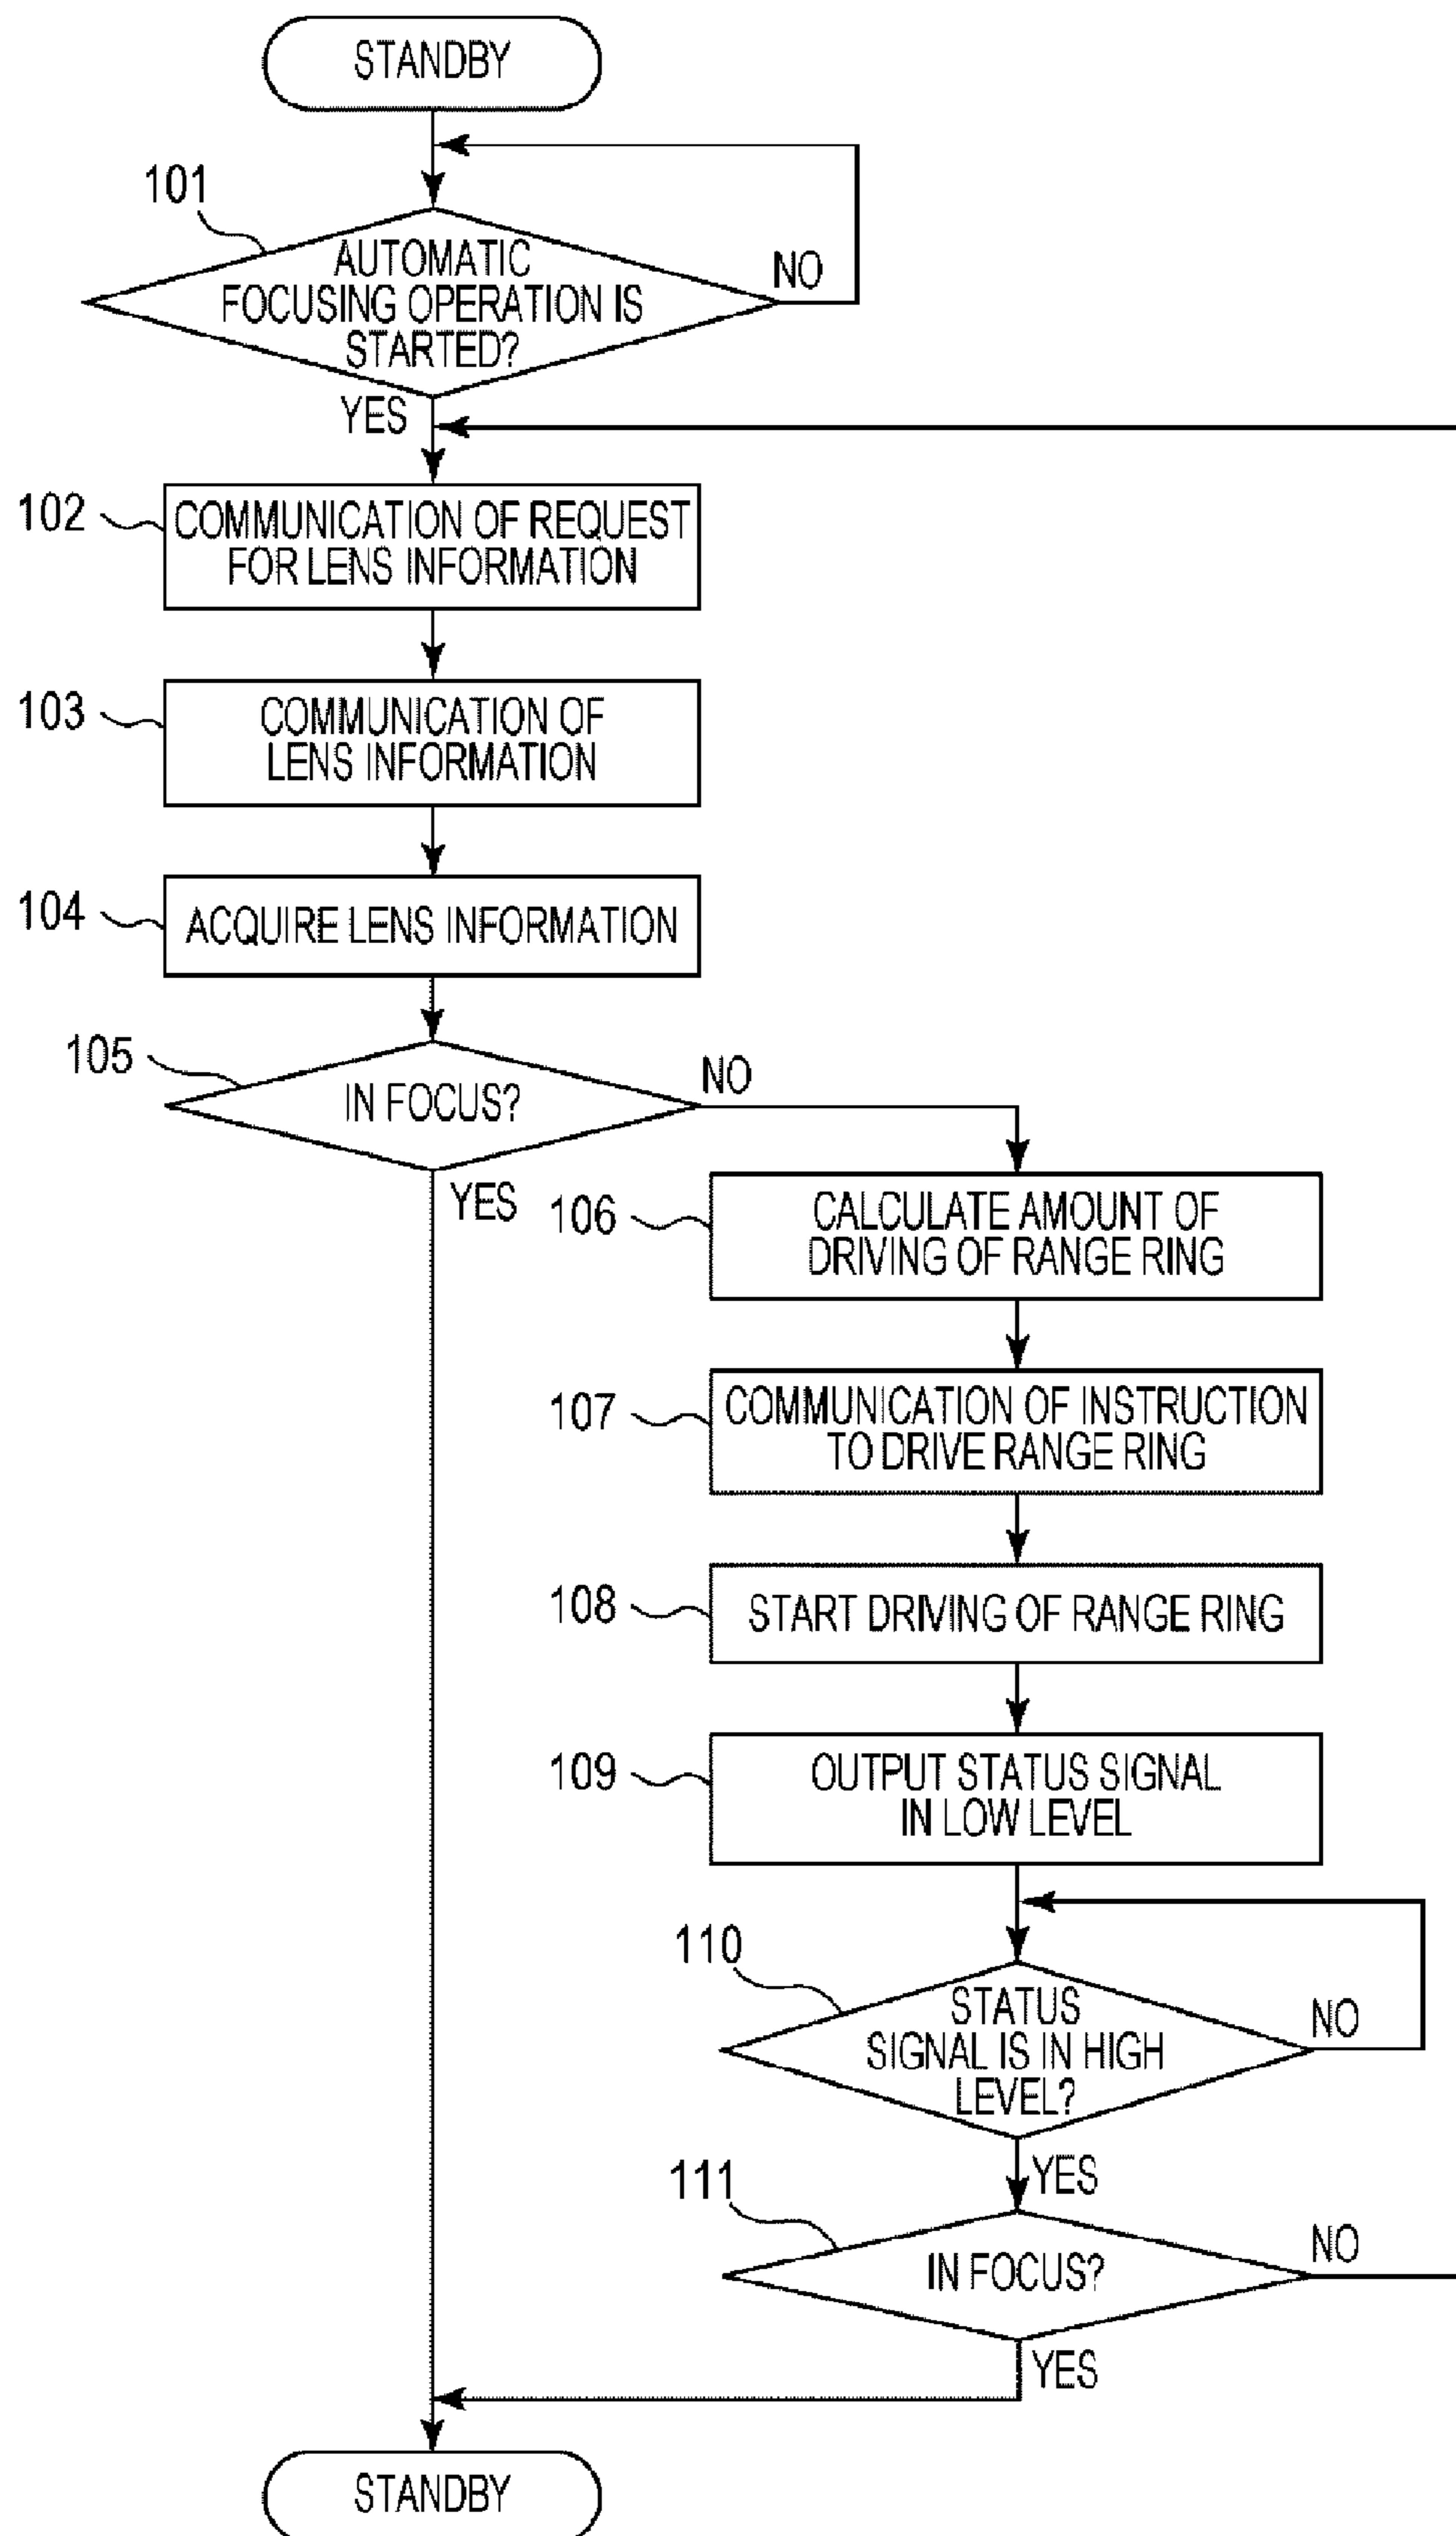 STANDBY
101
AUTOMATIC
FOCUSING OPERATION IS
STARTED?
NO
YES
102
COMMUNICATION OF REQUEST
FOR LENS INFORMATION
103
COMMUNICATION OF
LENS INFORMATION
104
ACQUIRE LENS INFORMATION
105
IN FOCUS?
NO
YES
106
CALCULATE AMOUNT OF
DRIVING OF RANGE RING
107
COMMUNICATION OF INSTRUCTION
TO DRIVE RANGE RING
108
START DRIVING OF RANGE RING
109
OUTPUT STATUS SIGNAL
IN LOW LEVEL
110
STATUS
SIGNAL IS IN HIGH
LEVEL?
NO
YES
111
IN FOCUS?
NO
YES
STANDBY